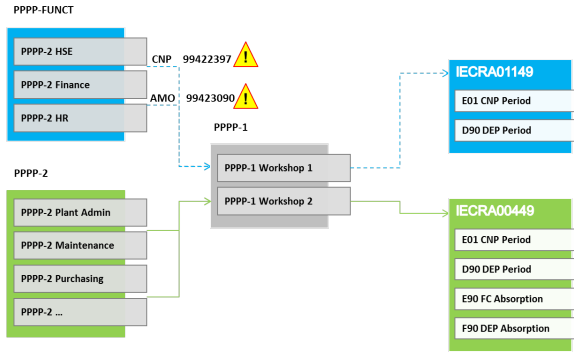 PPPP-FUNCT
PPPP-2 HSE
PPPP-2 Finance
PPPP-2 HR
CNP 99422397
!
AMO 99423090
!
PPPP-1
PPPP-1 Workshop 1
PPPP-1 Workshop 2
PPPP-2
PPPP-2 Plant Admin
PPPP-2 Maintenance
PPPP-2 Purchasing
PPPP-2 ...
IECRA01149
E01 CNP Period
D90 DEP Period
IECRA00449
E01 CNP Period
D90 DEP Period
E90 FC Absorption
F90 DEP Absorption